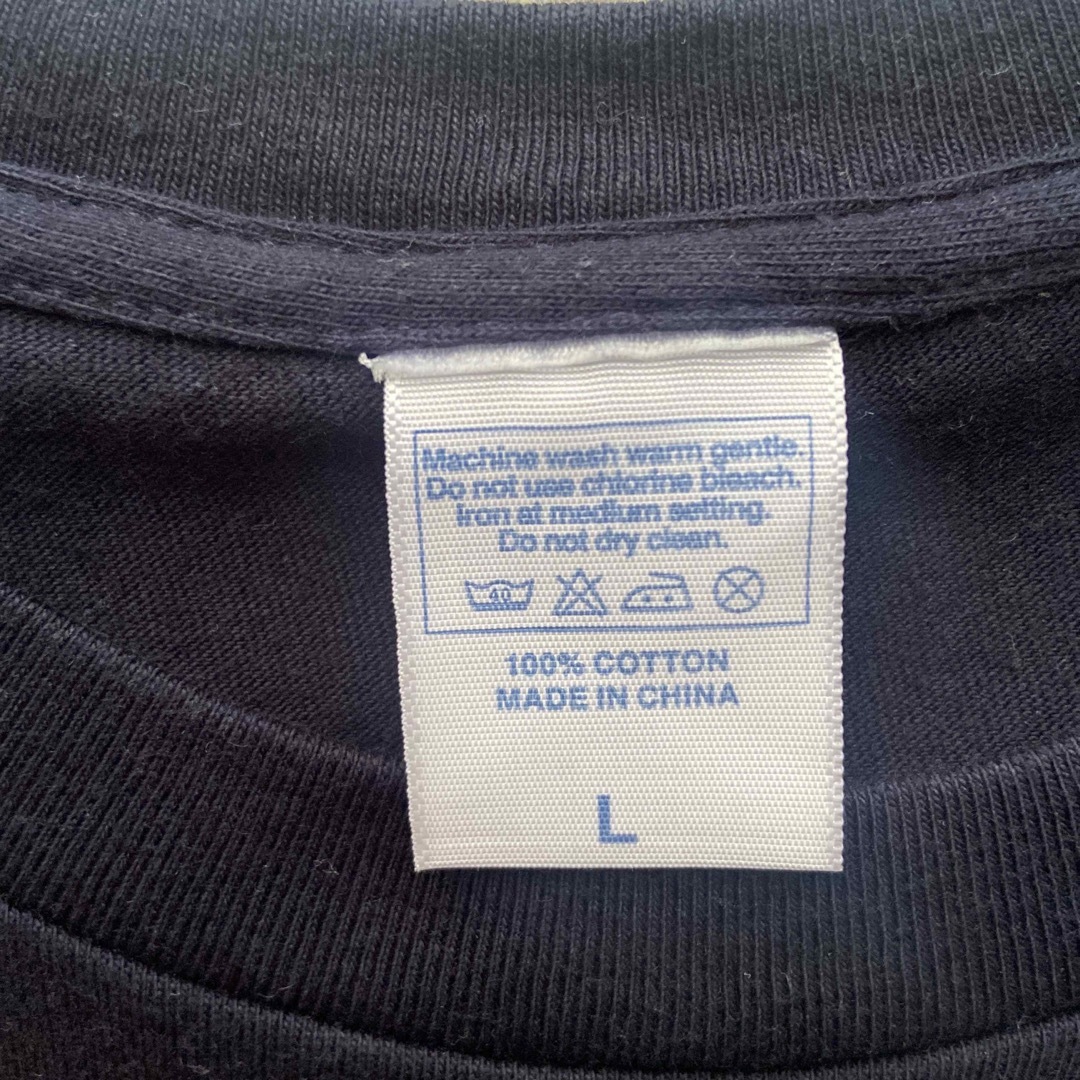 Machine wash warm gentle.
Do not use chlorine bleach.
Iron at medium setting.
Do not dry clean.
40
100% COTTON
MADE IN CHINA
L